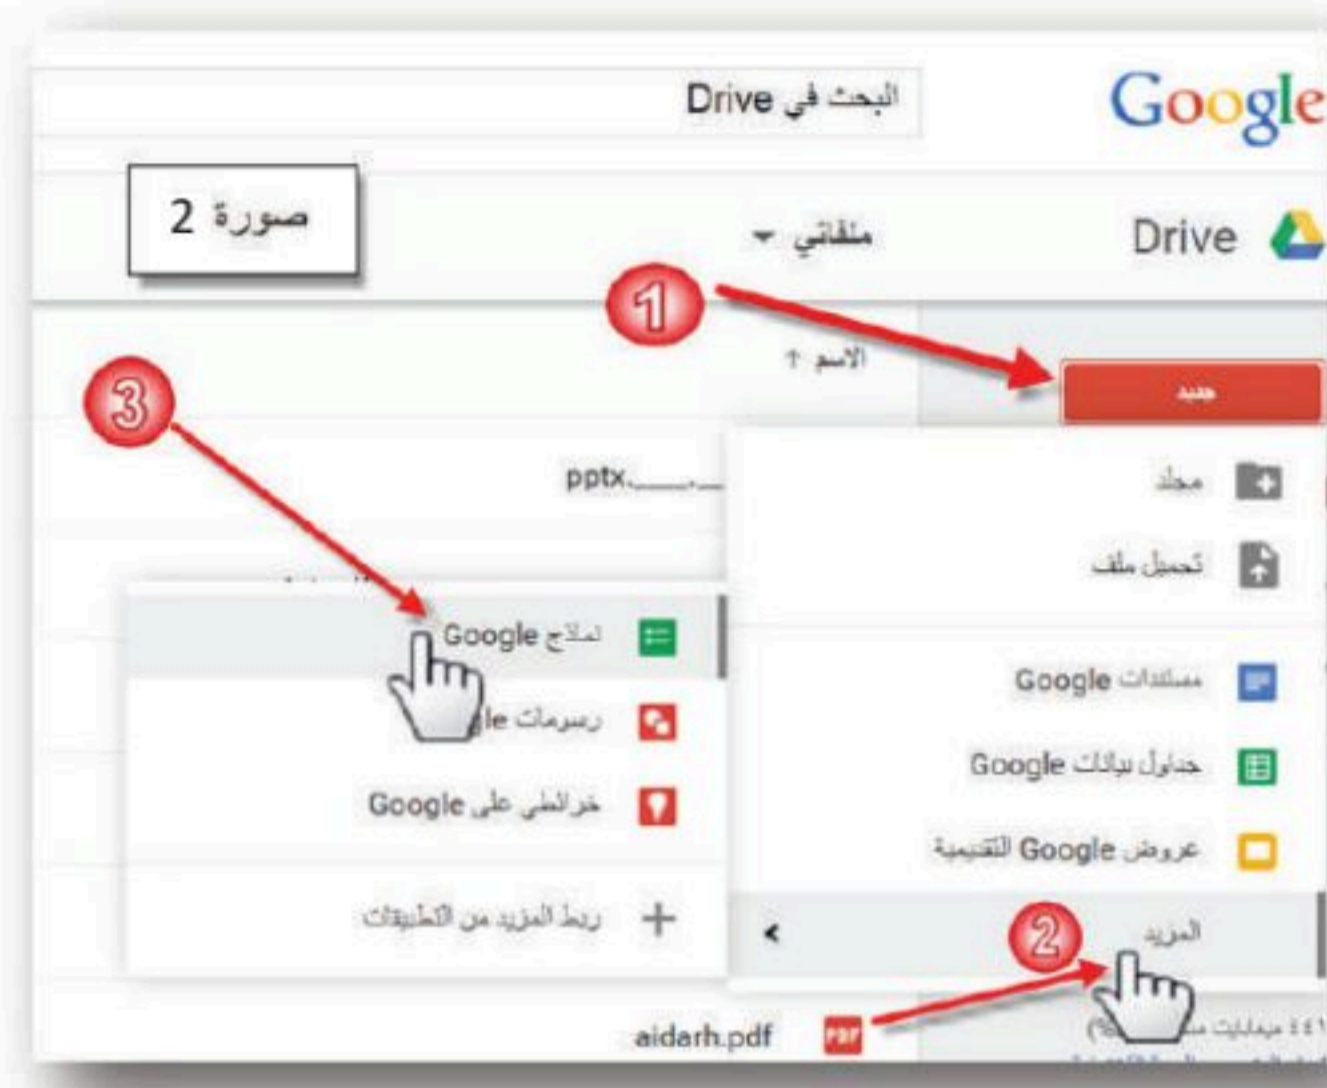 Google
البحث في Drive
Drive
ملفاتي
صورة 2
1
جديد
الاسم ↑
3
مجلد
pptx.
تحميل ملف
نماذج Google
مستندات Google
رسومات
جداول بيانات Google
خرائطي على Google
عروض Google التقديمية
ربط المزيد من التطبيقات
المزيد
2
aidarh.pdf
PDF